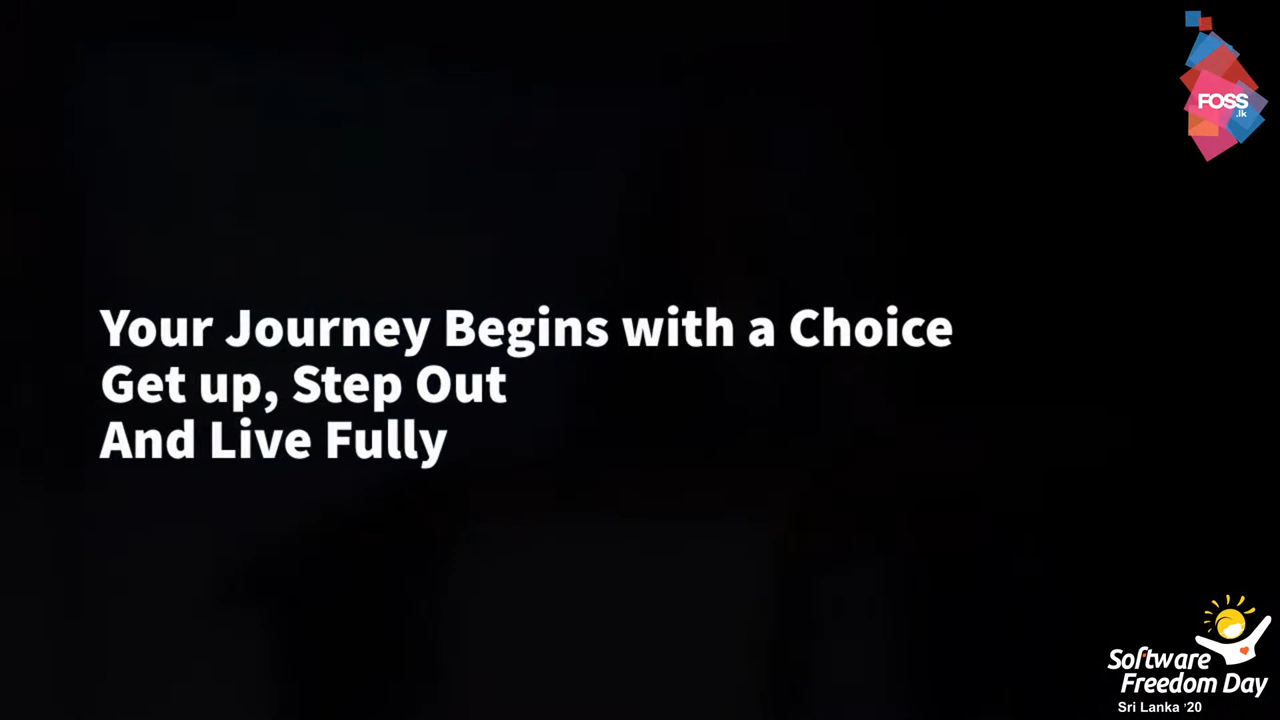 FOSS
.lk
Your Journey Begins with a Choice
Get up, Step Out
And Live Fully
Software
Freedom Day
Sri Lanka '20